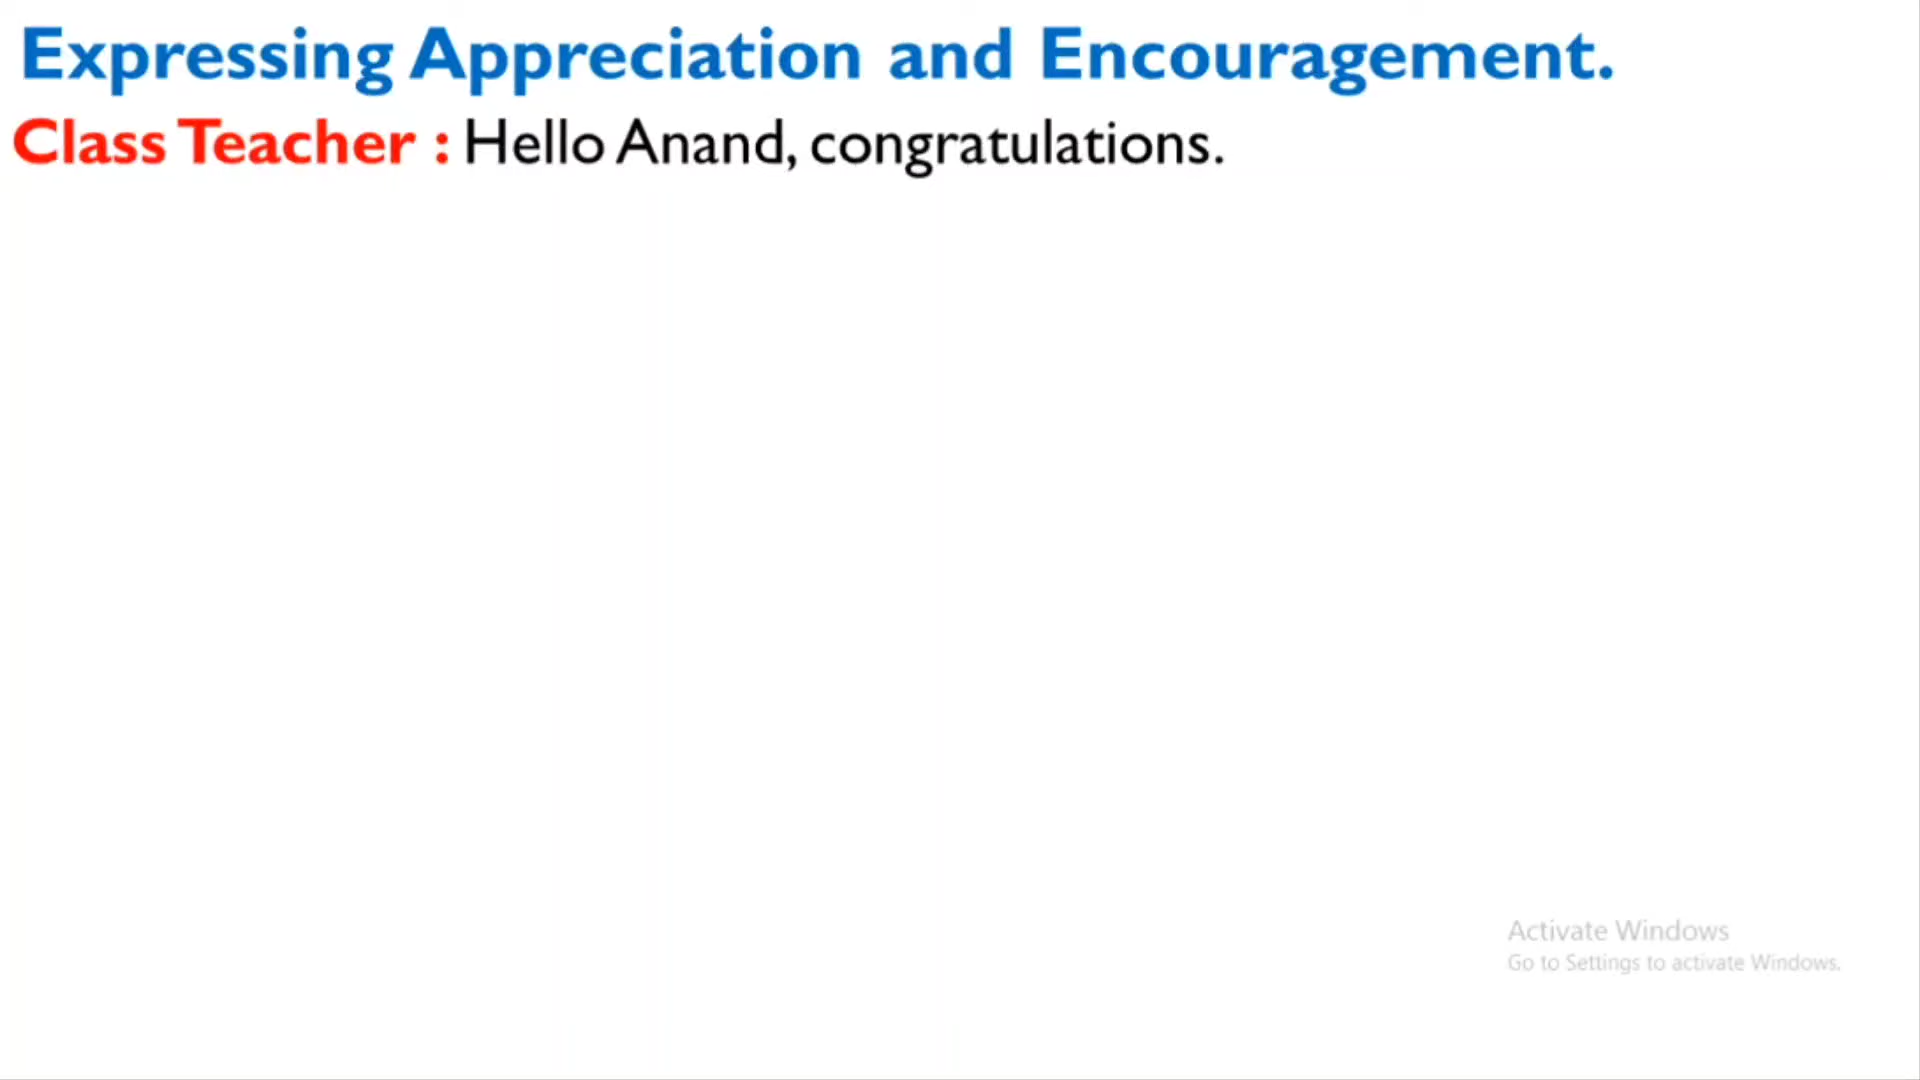 Expressing Appreciation and Encouragement.
Class Teacher : Hello Anand, congratulations.
Activate Windows
Go to Settings to activate Windows.